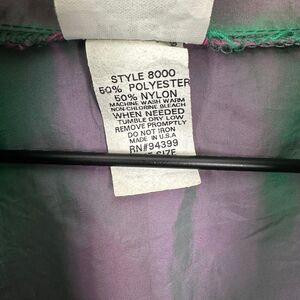 STYLE 8000
50% POLYESTER
50% NYLON
MACHINE WASH WARM
NON-CHLORINE BLEACH
WHEN NEEDED
TUMBLE DRY LOW
REMOVE PROMPTLY
DO NOT IRON
MADE IN U.S.A
RN#94399
SIZE